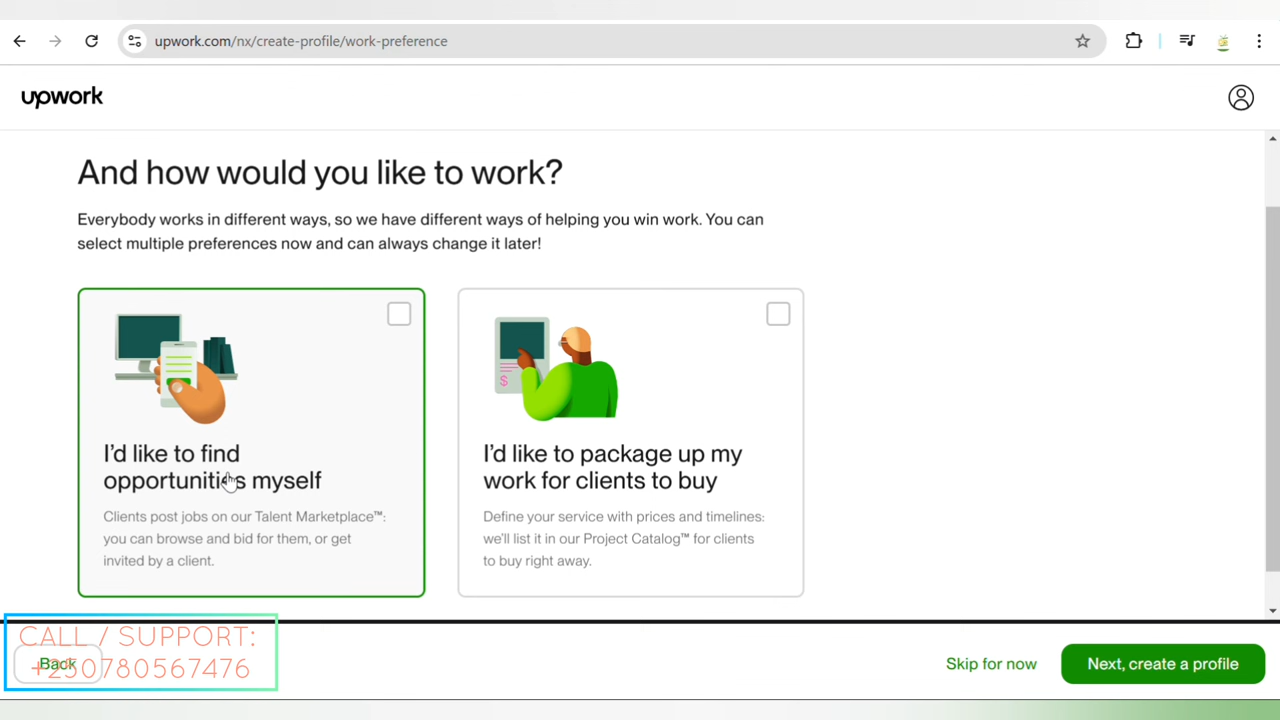 upwork.com/nx/create-profile/work-preference
upwork
And how would you like to work?
Everybody works in different ways, so we have different ways of helping you win work. You can
select multiple preferences now and can always change it later!
I'd like to find
opportunities myself
Clients post jobs on our Talent Marketplace™:
you can browse and bid for them, or get
invited by a client.
$
I'd like to package up my
work for clients to buy
Define your service with prices and timelines:
we'll list it in our Project Catalog™ for clients
to buy right away.
CALL / SUPPORT:
+250780567476
Back
Skip for now
Next, create a profile